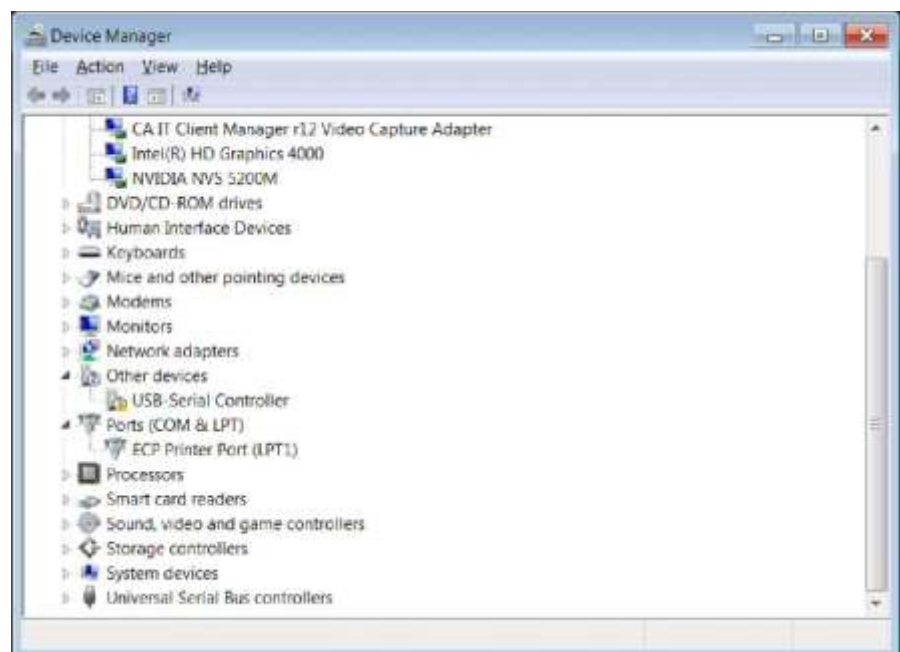 Device Manager
File Action View Help
CA IT Client Manager r12 Video Capture Adapter
Intel(R) HD Graphics 4000
NVIDIA NVS 5200M
DVD/CD-ROM drives
Human Interface Devices
Keyboards
Mice and other pointing devices
Modems
Monitors
Network adapters
Other devices
USB-Serial Controller
Ports (COM & LPT)
ECP Printer Port (LPT1)
Processors
Smart card readers
Sound, video and game controllers
Storage controllers
System devices
Universal Serial Bus controllers